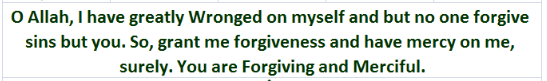 O Allah, I have greatly Wronged on myself and but no one forgive
sins but you. So, grant me forgiveness and have mercy on me,
surely. You are Forgiving and Merciful.